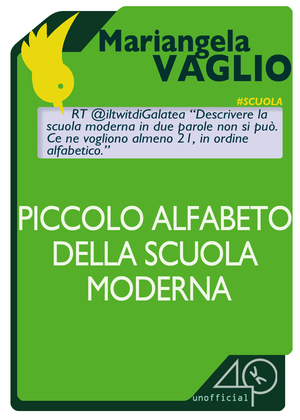 Mariangela
VAGLIO
#SCUOLA
RT @iltwitdiGalatea “Descrivere la
scuola moderna in due parole non si può.
Ce ne vogliono almeno 21, in ordine
alfabetico.”
PICCOLO ALFABETO
DELLA SCUOLA
MODERNA
40K
unofficial